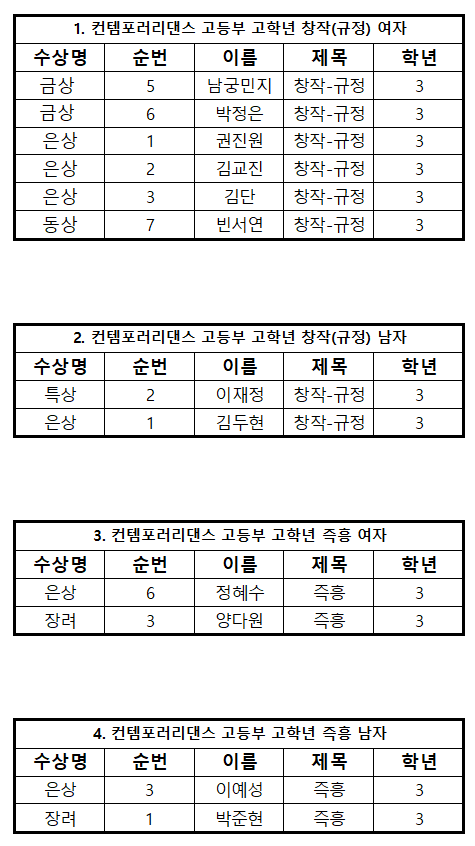 1. 컨템포러리댄스 고등부 고학년 창작(규정) 여자
수상명 순번 이름 제목 학년
금상 5 남궁민지 창작-규정 3
금상 6 박정은 창작-규정 3
은상 1 권진원 창작-규정 3
은상 2 김교진 창작-규정 3
은상 3 김단 창작-규정 3
동상 7 빈서연 창작-규정 3
2. 컨템포러리댄스 고등부 고학년 창작(규정) 남자
수상명 순번 이름 제목 학년
특상 2 이재정 창작-규정 3
은상 1 김두현 창작-규정 3
3. 컨템포러리댄스 고등부 고학년 즉흥 여자
수상명 순번 이름 제목 학년
은상 6 정혜수 즉흥 3
장려 3 양다원 즉흥 3
4. 컨템포러리댄스 고등부 고학년 즉흥 남자
수상명 순번 이름 제목 학년
은상 3 이예성 즉흥 3
장려 1 박준현 즉흥 3